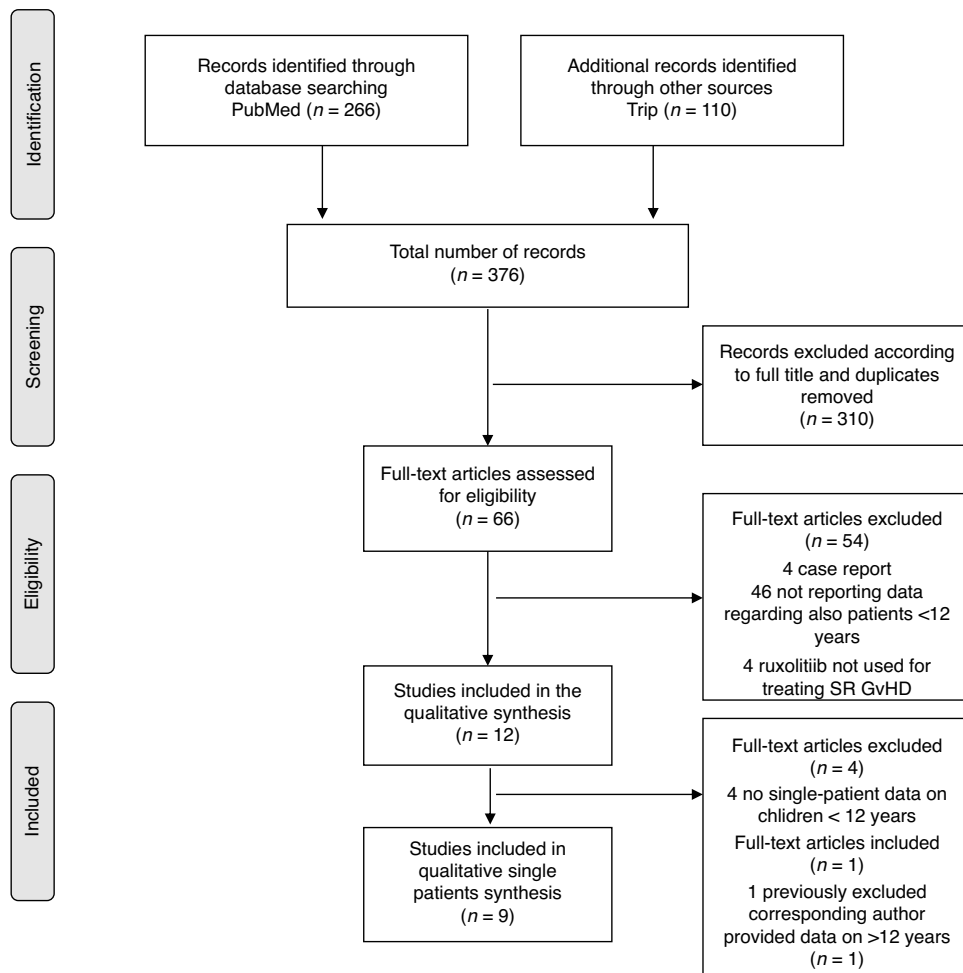 Identification
Records identified through
database searching
PubMed (n = 266)
Additional records identified
through other sources
Trip (n = 110)
Total number of records
(n = 376)
Screening
Records excluded according
to full title and duplicates
removed
(n = 310)
Full-text articles assessed
for eligibility
(n = 66)
Eligibility
Full-text articles excluded
(n = 54)
4 case report
46 not reporting data
regarding also patients <12
years
4 ruxolitiib not used for
treating SR GvHD
Studies included in the
qualitative synthesis
(n = 12)
Included
Full-text articles excluded
(n = 4)
4 no single-patient data on
chlidren < 12 years
Full-text articles included
(n = 1)
1 previously excluded
corresponding author
provided data on >12 years
(n = 1)
Studies included in
qualitative single
patients synthesis
(n = 9)